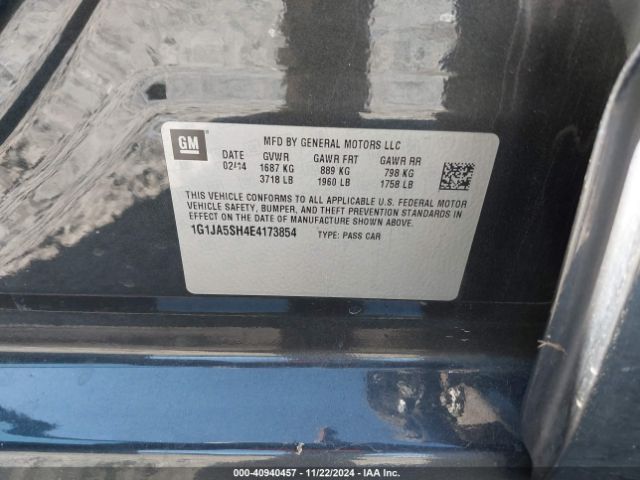 GM
MFD BY GENERAL MOTORS LLC
DATE GVWR GAWR FRT GAWR RR
02/14 1687 KG 889 KG 798 KG
3718 LB 1960 LB 1758 LB
THIS VEHICLE CONFORMS TO ALL APPLICABLE U.S. FEDERAL MOTOR
VEHICLE SAFETY, BUMPER, AND THEFT PREVENTION STANDARDS IN
EFFECT ON THE DATE OF MANUFACTURE SHOWN ABOVE.
1G1JA5SH4E4173854 TYPE: PASS CAR
000-40940457 - 11/22/2024 - IAA Inc.